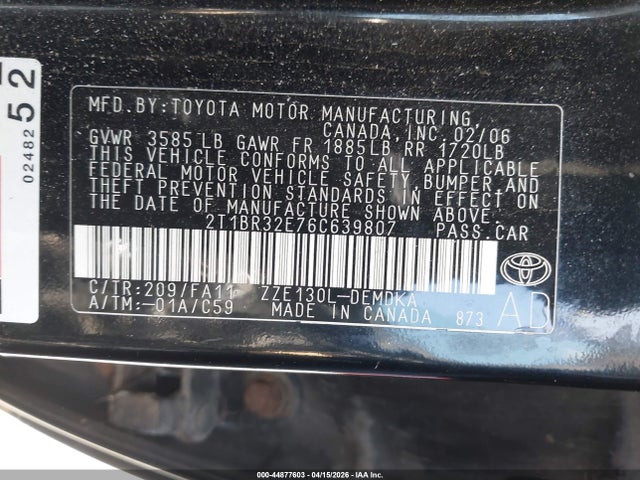 52
02482
MFD. BY: TOYOTA MOTOR MANUFACTURING,
CANADA, INC. 02/06
GVWR 3585 LB GAWR FR 1885LB RR 1720LB
THIS VEHICLE CONFORMS TO ALL APPLICABLE
FEDERAL MOTOR VEHICLE SAFETY, BUMPER, AND
THEFT PREVENTION STANDARDS IN EFFECT ON
THE DATE OF MANUFACTURE SHOWN ABOVE.
2T1BR32E76C639807 PASS. CAR
C/TR: 209/FA11 ZZE130L-DEMDKA
A/TM: -01A/C59 MADE IN CANADA 873 AD
000-44877603 - 04/15/2026 - IAA Inc.